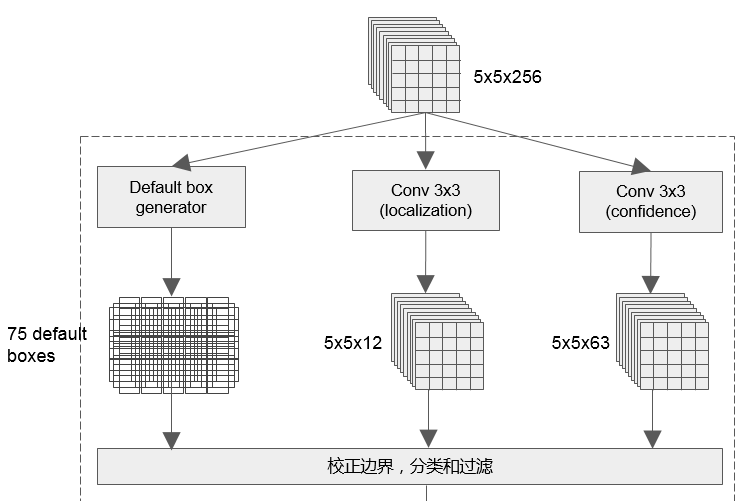 5x5x256
Default box
generator
Conv 3x3
(localization)
Conv 3x3
(confidence)
75 default
boxes
5x5x12
5x5x63
校正边界，分类和过滤